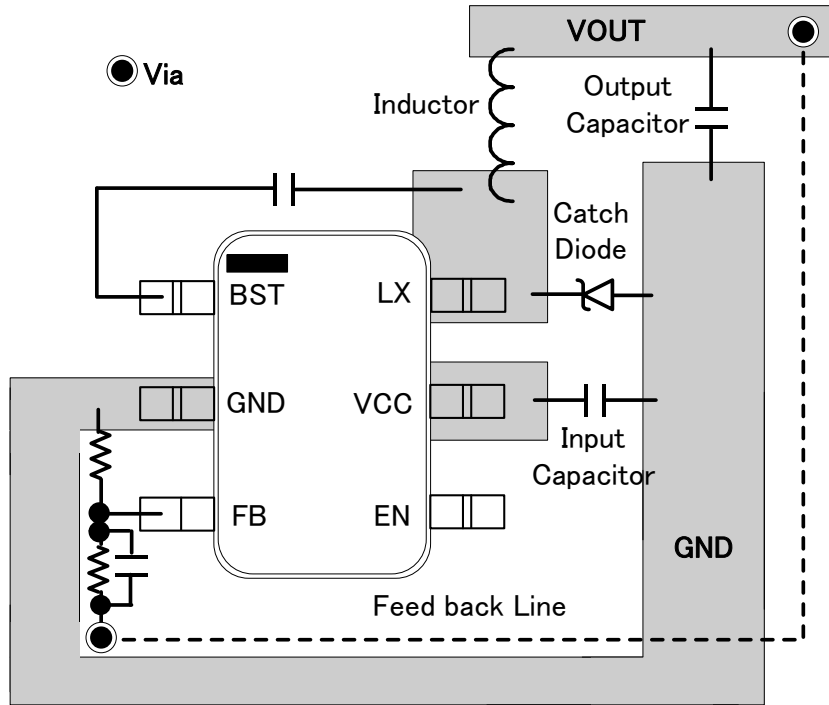 VOUT
Via
Inductor
Output
Capacitor
Catch
Diode
BST
LX
GND
VCC
Input
Capacitor
FB
EN
GND
Feed back Line